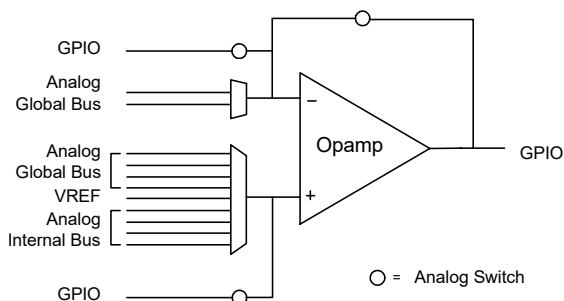 GPIO
Analog
Global Bus
−
Opamp
GPIO
Analog
Global Bus
VREF
+
Analog
Internal Bus
= Analog Switch
GPIO